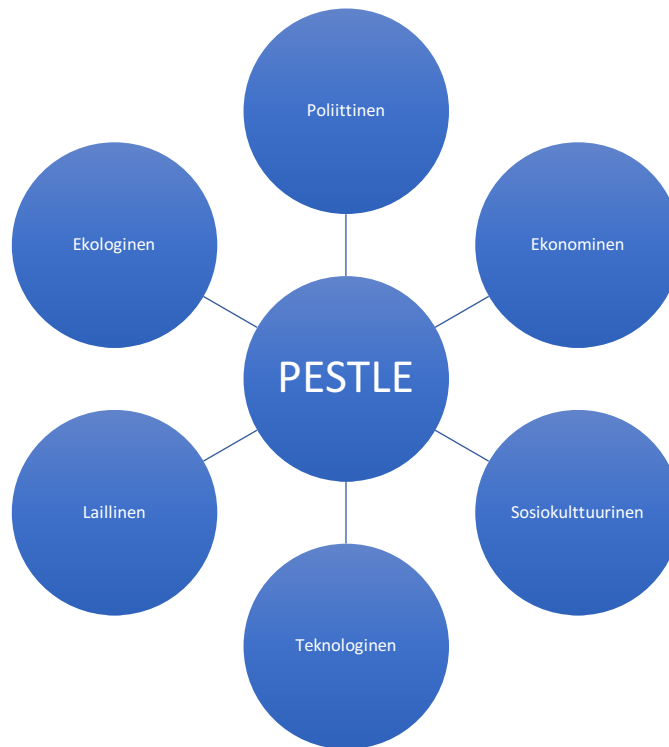 Poliittinen
Ekologinen
Ekonominen
PESTLE
Laillinen
Sosiokulttuurinen
Teknologinen